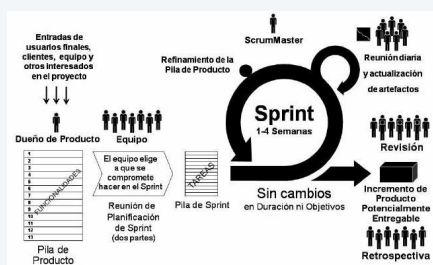 Entradas de
usuarios finales,
clientes, equipo y
otros interesados
en el proyecto
Dueño de Producto
1
2
3
4
5
6
7
8
9
10
11
12
13
FUNCIONALIDADES
Pila de
Producto
Equipo
El equipo elige
a que se
compromete
hacer en el Sprint
Reunión de
Planificación
de Sprint
(dos partes)
TAREAS
Pila de Sprint
ScrumMaster
Refinamiento de la
Pila de Producto
Sprint
1-4 Semanas
Sin cambios
en Duración ni Objetivos
Reunión diaria
y actualización
de artefactos
Revisión
Incremento de
Producto
Potencialmente
Entregable
Retrospectiva